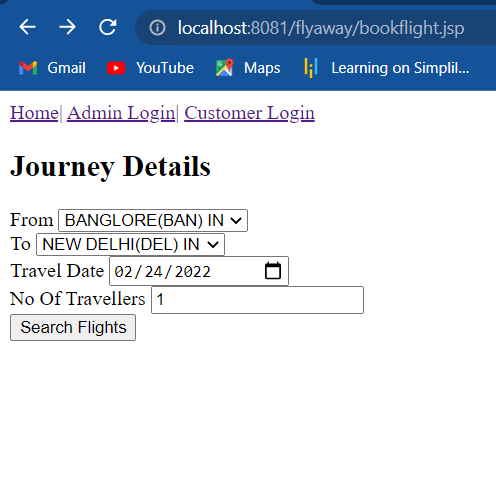 localhost:8081/flyaway/bookflight.jsp
Gmail YouTube Maps Learning on Simplil...
Home| Admin Login| Customer Login
Journey Details
From BANGLORE(BAN) IN
To NEW DELHI(DEL) IN
Travel Date 02/24/2022
No Of Travellers 1
Search Flights